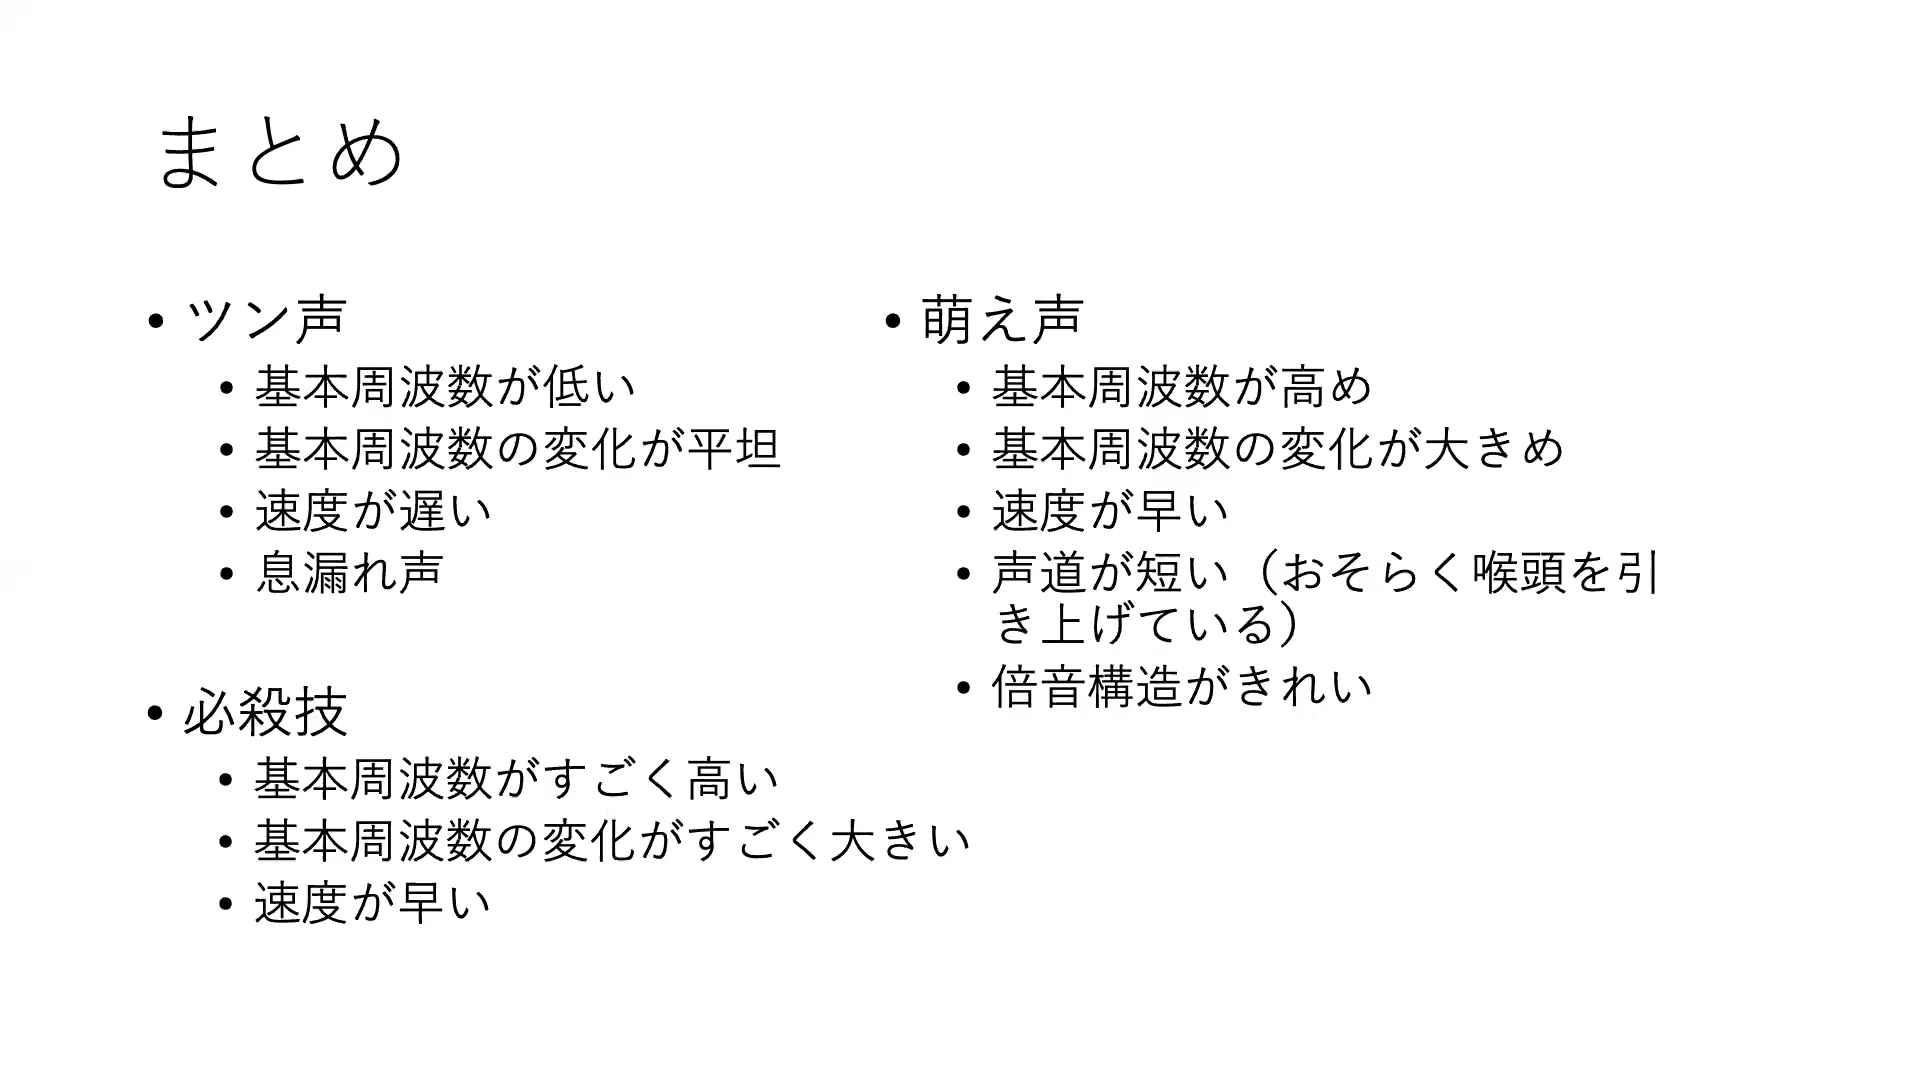 まとめ
• ツン声
• 基本周波数が低い
• 基本周波数の変化が平坦
• 速度が遅い
• 息漏れ声
• 必殺技
• 基本周波数がすごく高い
• 基本周波数の変化がすごく大きい
• 速度が早い
• 萌え声
• 基本周波数が高め
• 基本周波数の変化が大きめ
• 速度が早い
• 声道が短い（おそらく喉頭を引
き上げている）
• 倍音構造がきれい